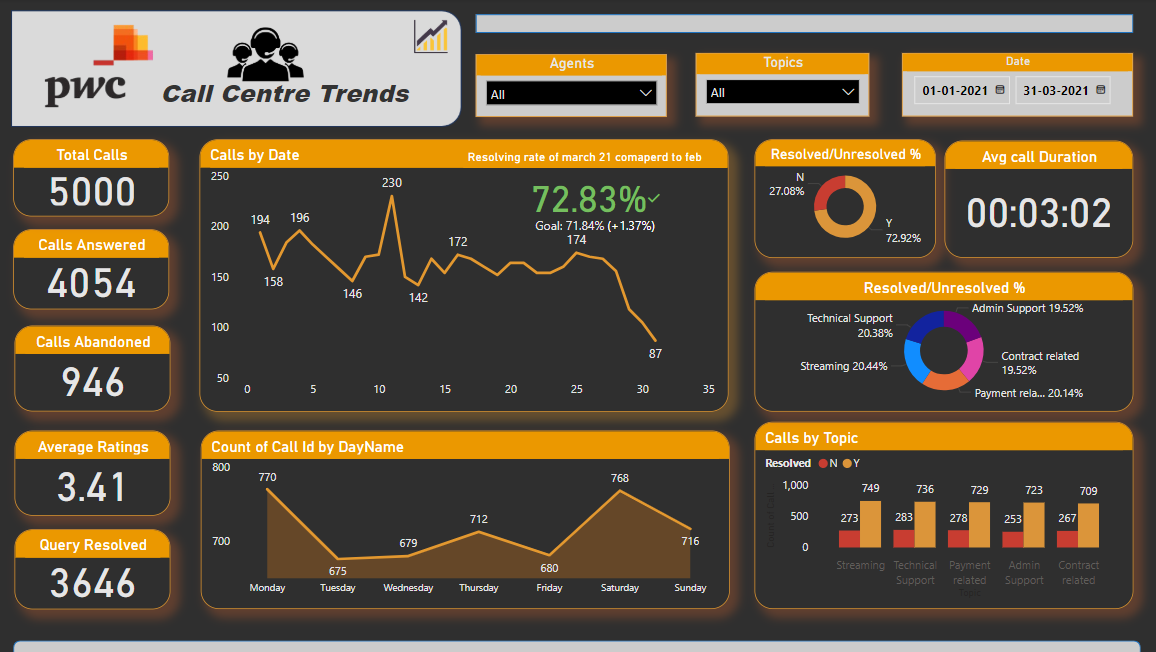 pwc
Call Centre Trends
Agents
All
Topics
All
Date
01-01-2021
31-03-2021
Total Calls
5000
Calls Answered
4054
Calls Abandoned
946
Average Ratings
3.41
Query Resolved
3646
Calls by Date
Resolving rate of march 21 comaperd to feb
72.83%
Goal: 71.84% (+1.37%)
250
200
150
100
50
194
158
196
146
230
142
172
174
87
0 5 10 15 20 25 30 35
Resolved/Unresolved %
N
27.08%
Y
72.92%
Avg call Duration
00:03:02
Resolved/Unresolved %
Technical Support
20.38%
Admin Support 19.52%
Streaming 20.44%
Contract related
19.52%
Payment rela... 20.14%
Count of Call Id by DayName
800
700
770
675
679
712
680
768
716
Monday Tuesday Wednesday Thursday Friday Saturday Sunday
Calls by Topic
Resolved N Y
1,000
500
0
273 749
283 736
278 729
253 723
267 709
Streaming
Technical
Support
Payment
related
Admin
Support
Contract
related
Topic